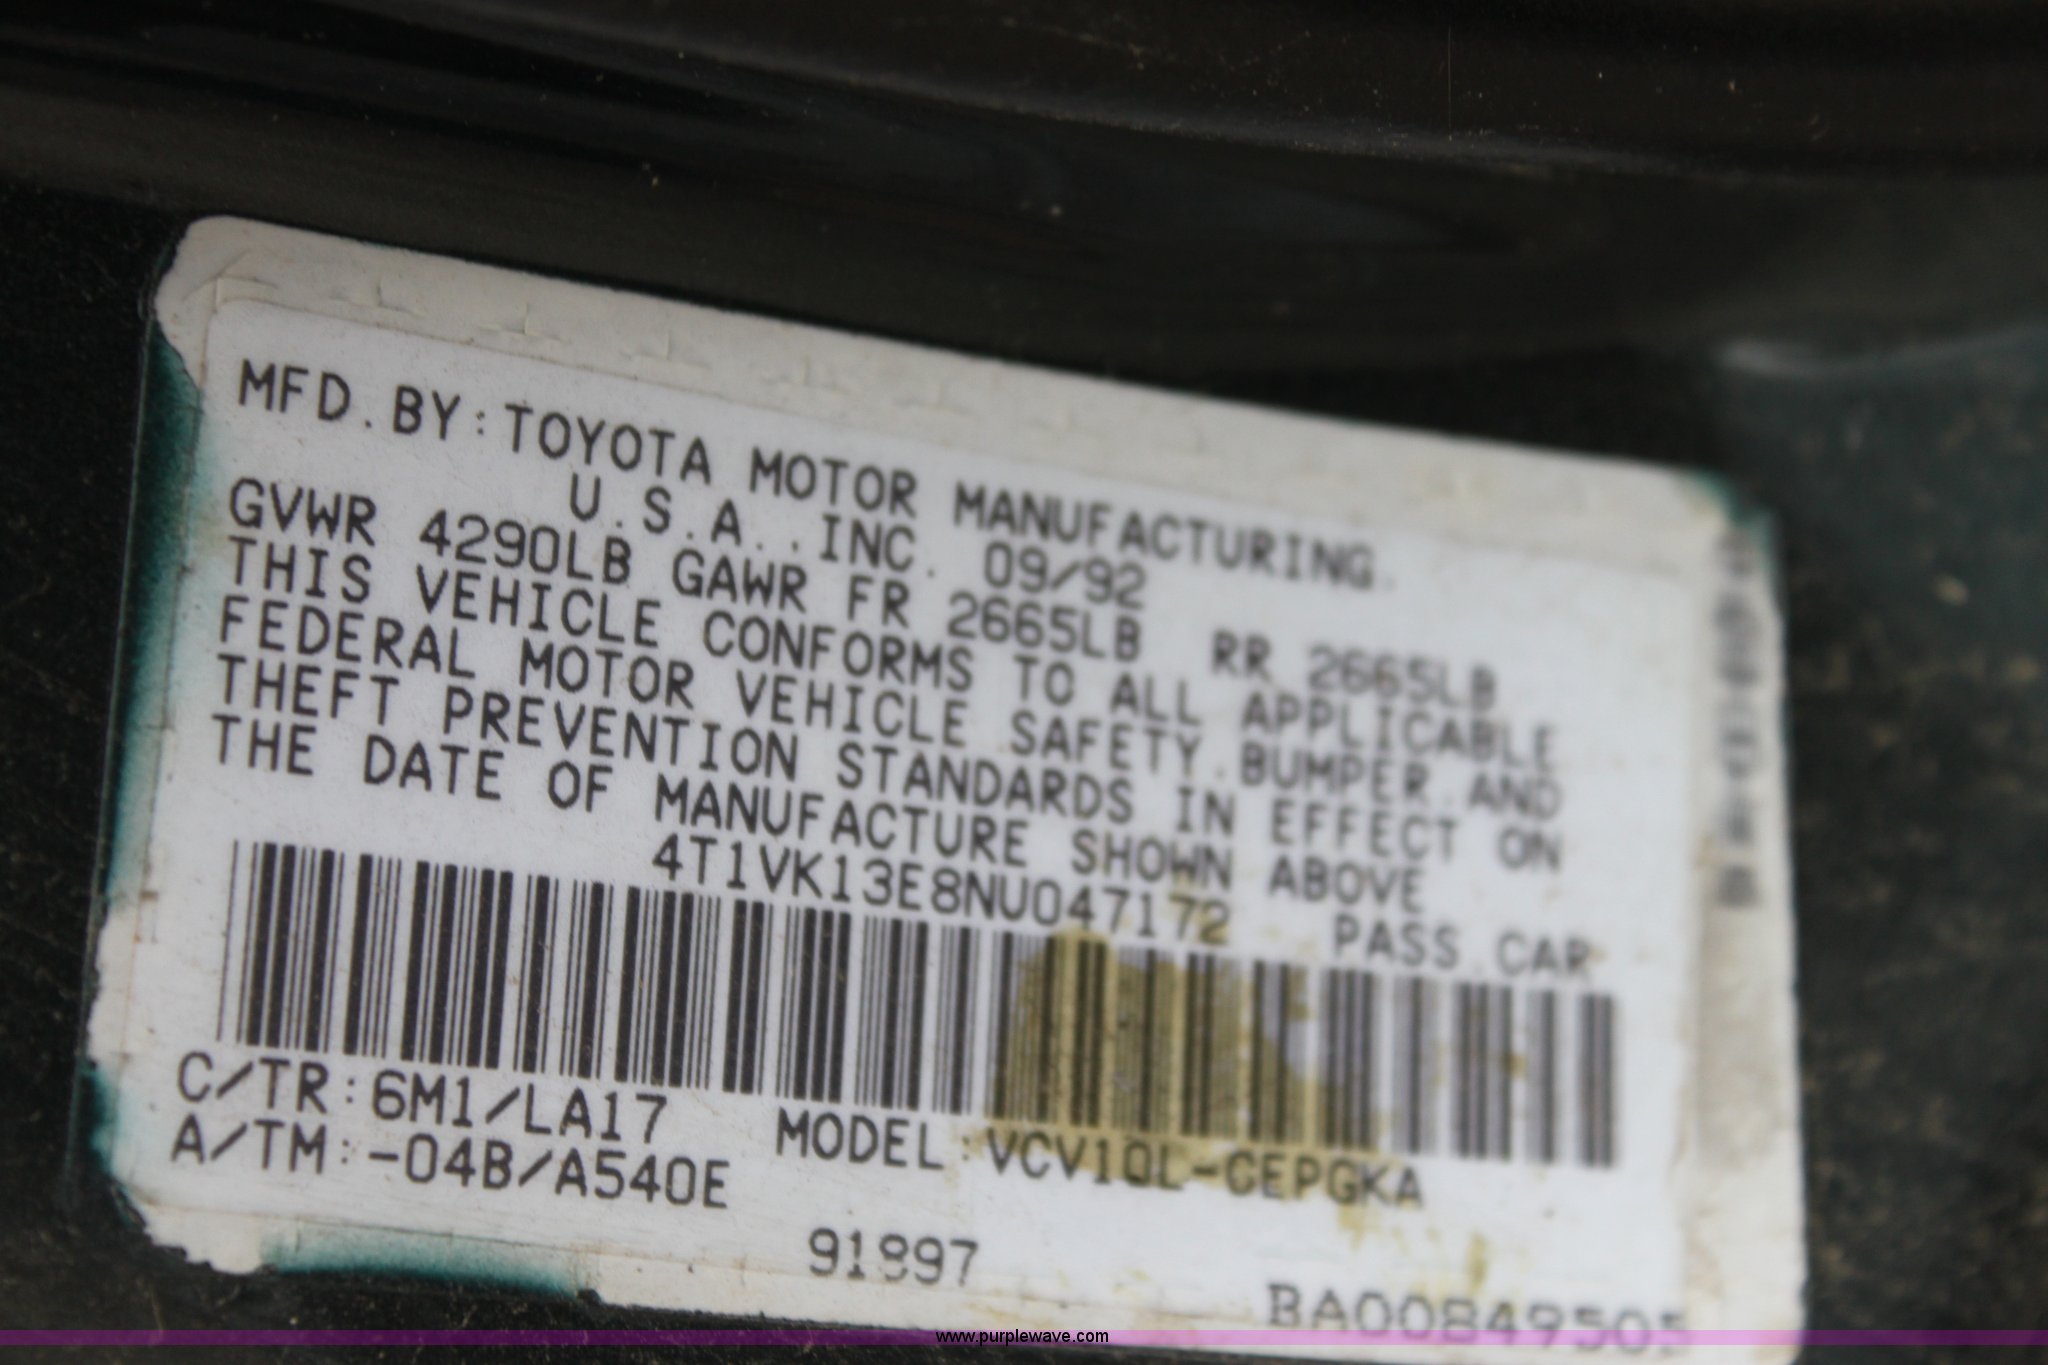 MFD.BY:TOYOTA MOTOR MANUFACTURING.
U.S.A..INC. 09/92
GVWR 4290LB GAWR FR 2665LB RR 2665LB
THIS VEHICLE CONFORMS TO ALL APPLICABLE
FEDERAL MOTOR VEHICLE SAFETY.BUMPER.AND
THEFT PREVENTION STANDARDS IN EFFECT ON
THE DATE OF MANUFACTURE SHOWN ABOVE
4T1VK13E8NU047172 PASS.CAR
C/TR:6M1/LA17 MODEL:VCV10L-CEPGKA
A/TM:-04B/A540E
91897
BA00849505
www.purplewave.com